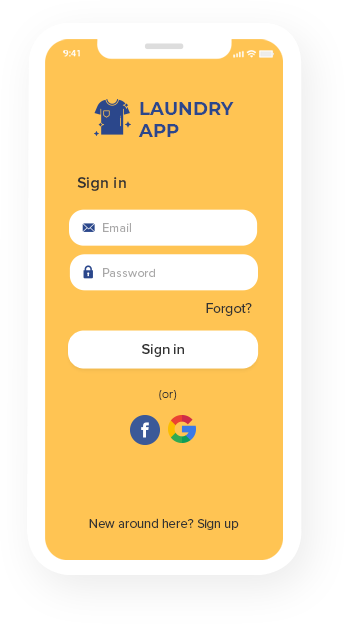 9:41
LAUNDRY
APP
Sign in
Email
Password
Forgot?
Sign in
(or)
f G
New around here? Sign up